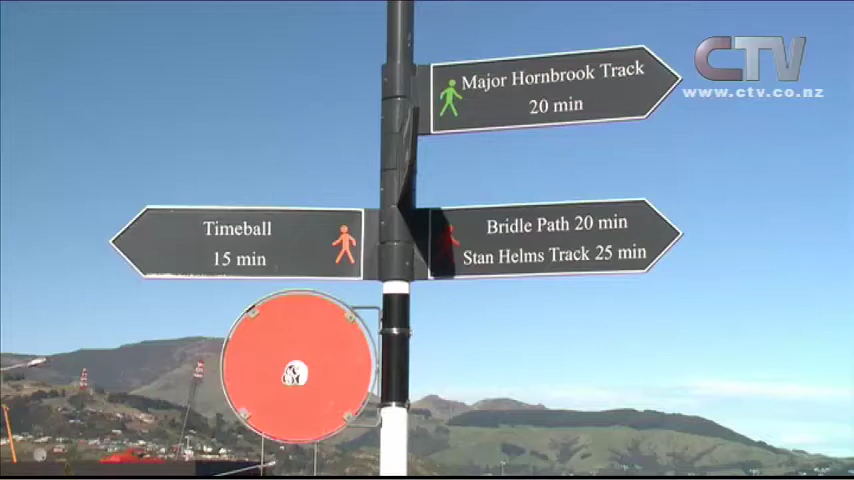 CTV
www.ctv.co.nz
Major Hornbrook Track
20 min
Timeball
15 min
Bridle Path 20 min
Stan Helms Track 25 min